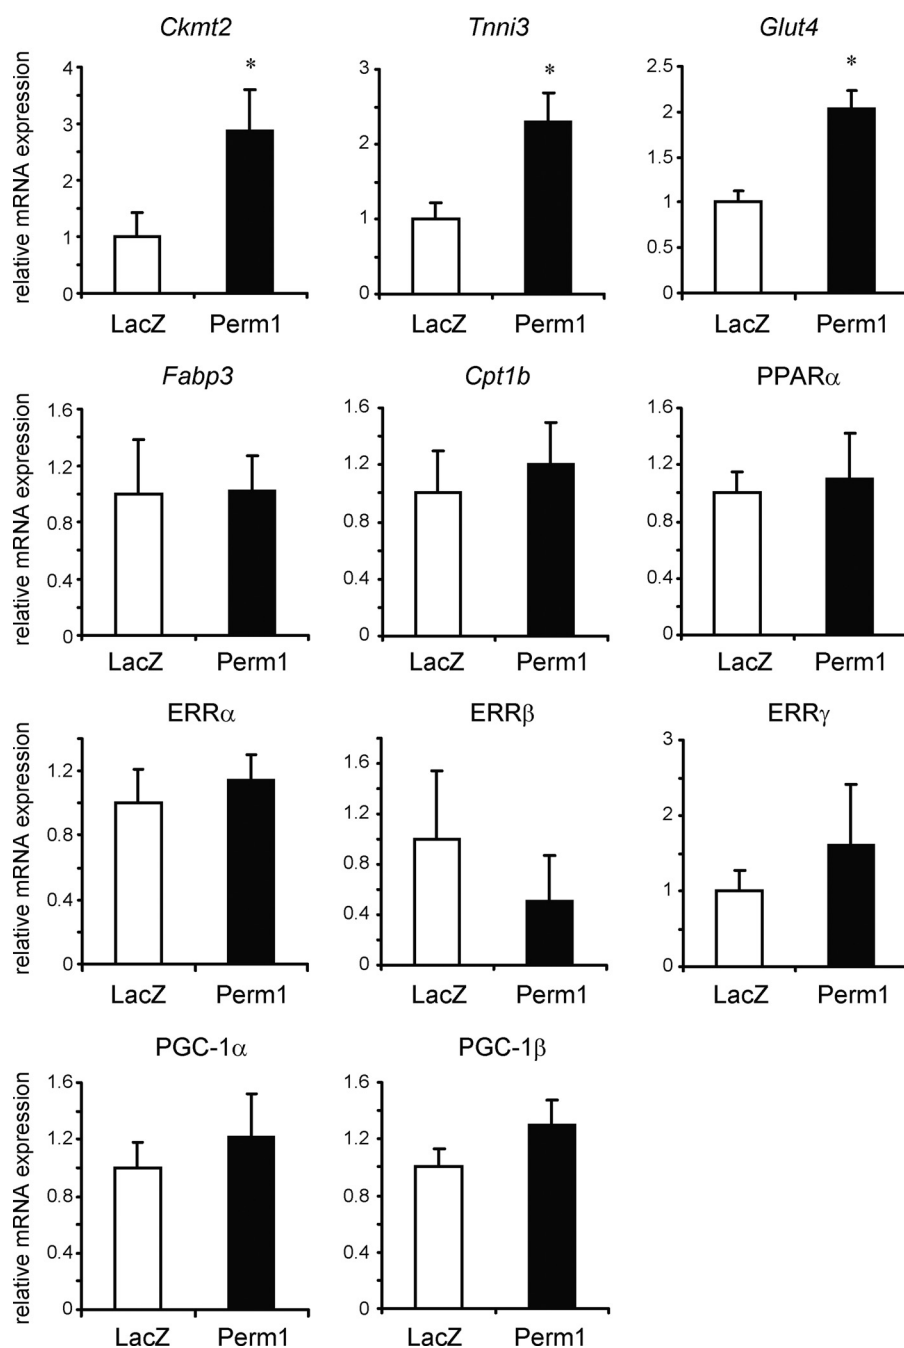 Ckmt2 Tnni3 Glut4
relative mRNA expression
4
3
2
1
0
*
LacZ Perm1
3
2
1
0
*
LacZ Perm1
2.5
2
1.5
1
0.5
0
*
LacZ Perm1
Fabp3 Cpt1b PPARα
relative mRNA expression
1.6
1.2
0.8
0.4
0
LacZ Perm1
1.6
1.2
0.8
0.4
0
LacZ Perm1
1.6
1.2
0.8
0.4
0
LacZ Perm1
ERRα ERRβ ERRγ
relative mRNA expression
1.2
0.8
0.4
0
LacZ Perm1
1.6
1.2
0.8
0.4
0
LacZ Perm1
3
2
1
0
LacZ Perm1
PGC-1α PGC-1β
relative mRNA expression
1.6
1.2
0.8
0.4
0
LacZ Perm1
1.6
1.2
0.8
0.4
0
LacZ Perm1